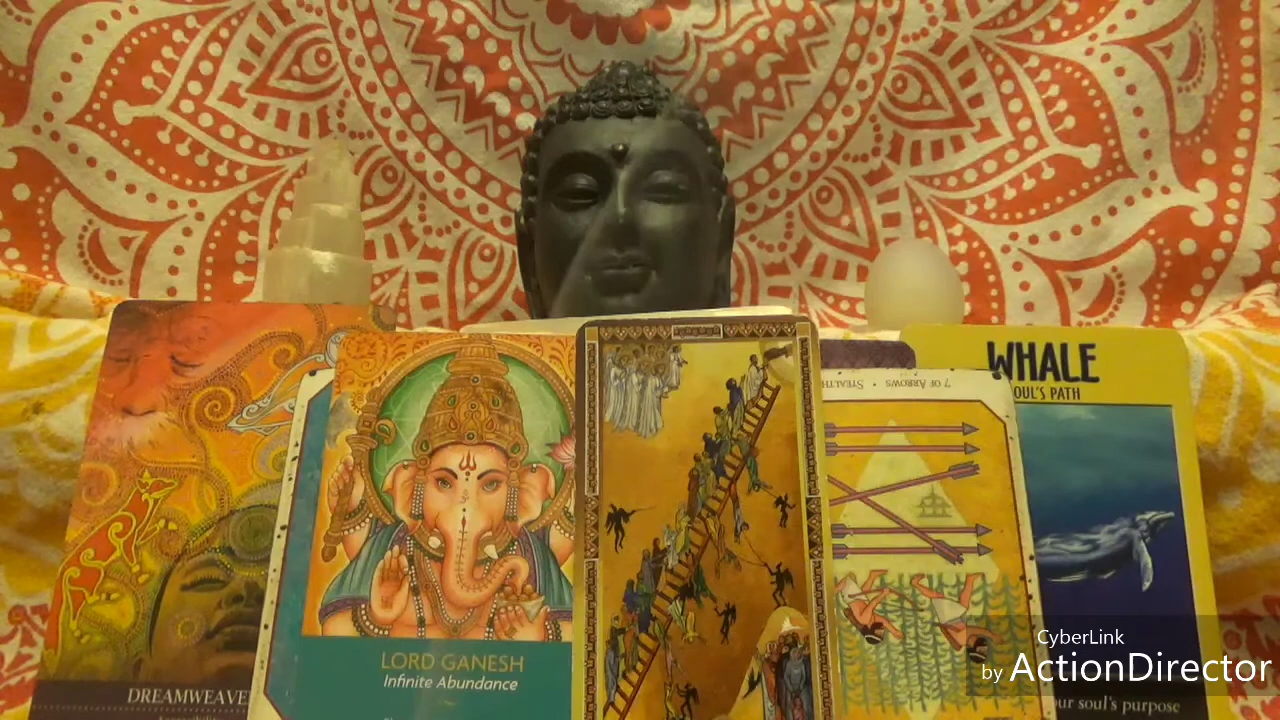 WHALE
OUL'S PATH
7 OF ARROWS • STEALTH
LORD GANESH
Infinite Abundance
DREAMWEAVE
our soul's purpose
CyberLink
by ActionDirector